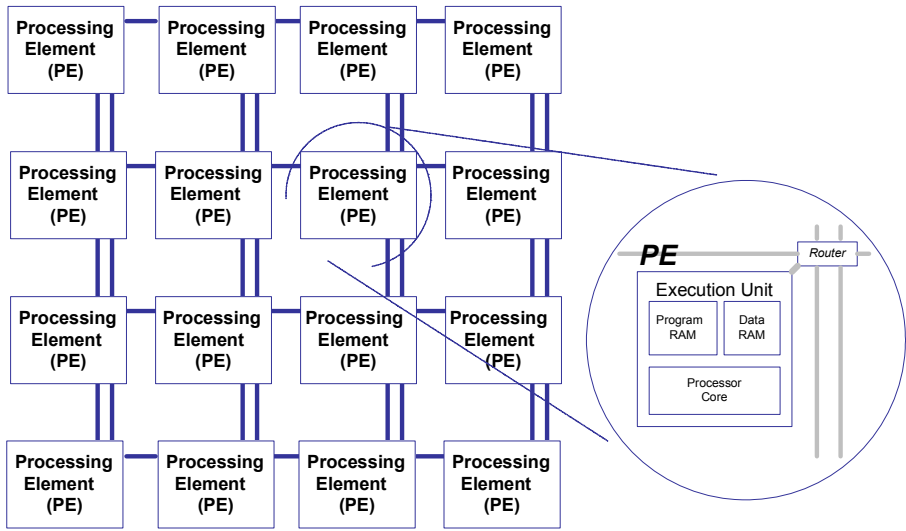 Processing
Element
(PE)
Processing
Element
(PE)
Processing
Element
(PE)
Processing
Element
(PE)
Processing
Element
(PE)
Processing
Element
(PE)
Processing
Element
(PE)
Processing
Element
(PE)
Processing
Element
(PE)
Processing
Element
(PE)
Processing
Element
(PE)
Processing
Element
(PE)
Processing
Element
(PE)
Processing
Element
(PE)
Processing
Element
(PE)
Processing
Element
(PE)
PE
Router
Execution Unit
Program
RAM
Data
RAM
Processor
Core